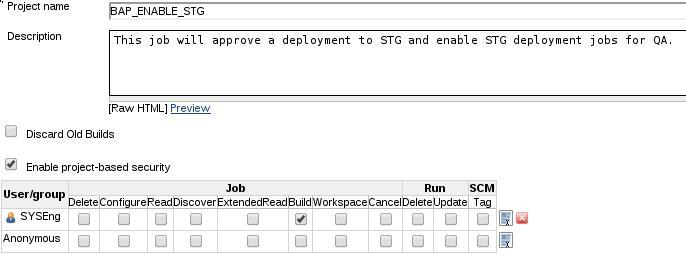 Project name
BAP_ENABLE_STG
Description
This job will approve a deployment to STG and enable STG deployment jobs for QA.
[Raw HTML] Preview
Discard Old Builds
Enable project-based security
User/group Job Run SCM
Delete Configure Read Discover ExtendedRead Build Workspace Cancel Delete Update Tag
SYSEng
Anonymous